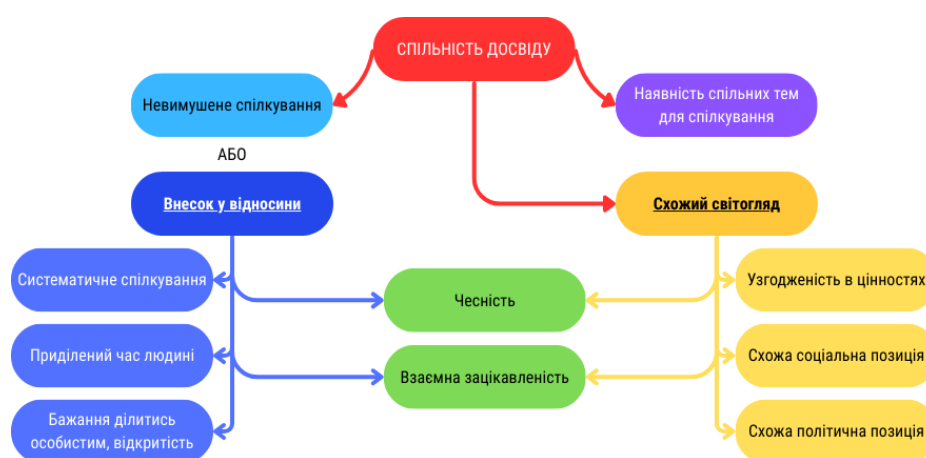 СПІЛЬНІСТЬ ДОСВІДУ
Невимушене спілкування
Наявність спільних тем
для спілкування
АБО
Внесок у відносини
Схожий світогляд
Систематичне спілкування
Чесність
Узгодженість в цінностях
Приділений час людині
Взаємна зацікавленість
Схожа соціальна позиція
Бажання ділитись
особистим, відкритість
Схожа політична позиція